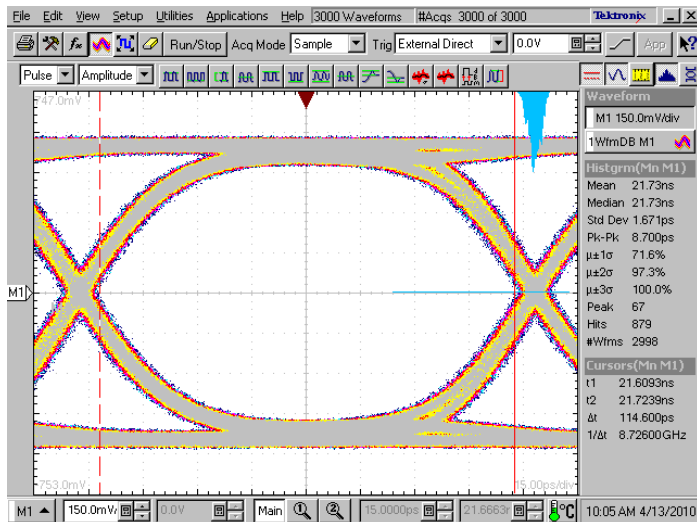 File Edit View Setup Utilities Applications Help 3000 Waveforms #Acqs 3000 of 3000 Tektronix
Run/Stop Acq Mode Sample Trig External Direct 0.0V App
Pulse Amplitude
747.0mV
Waveform
M1 150.0mV/div
1WfmDB M1
Histgrm(Mn M1)
Mean 21.73ns
Median 21.73ns
Std Dev 1.671ps
Pk-Pk 8.700ps
µ±1σ 71.6%
µ±2σ 97.3%
µ±3σ 100.0%
Peak 67
Hits 879
#Wfms 2998
M1
Cursors(Mn M1)
t1 21.6093ns
t2 21.7239ns
Δt 114.600ps
1/Δt 8.72600GHz
753.0mV
15.00ps/div
M1 150.0mV/ 0.0V Main 15.0000ps 21.6663r °C 10:05 AM 4/13/2010